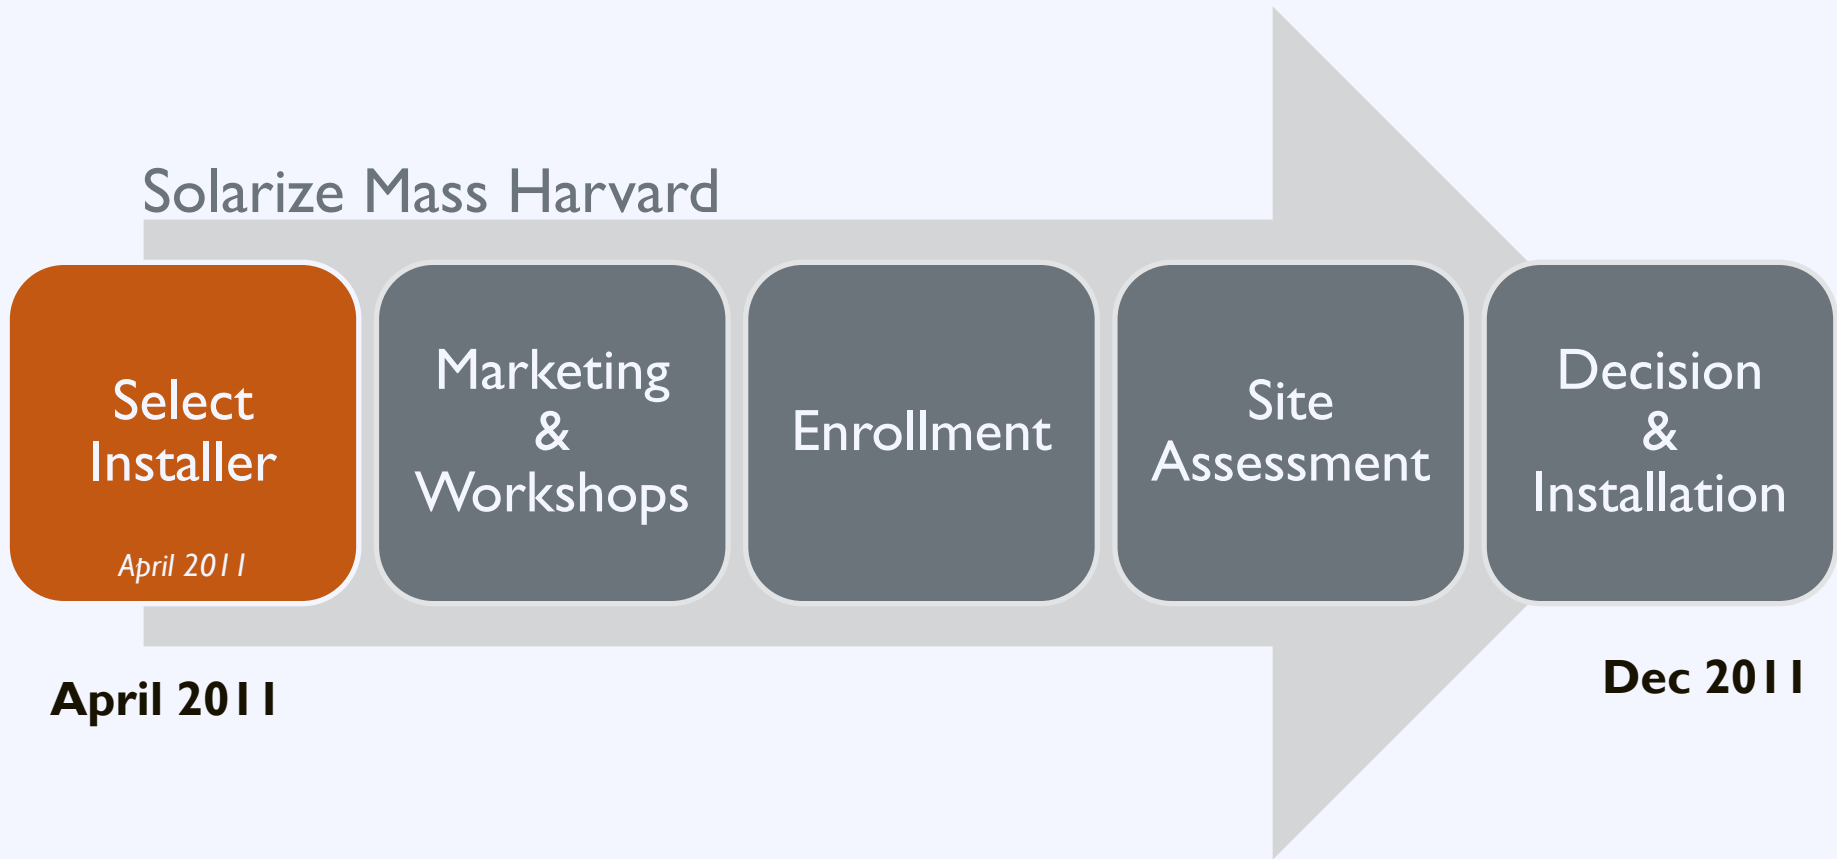 Solarize Mass Harvard
Select
Installer
April 2011
Marketing
&
Workshops
Enrollment
Site
Assessment
Decision
&
Installation
April 2011
Dec 2011